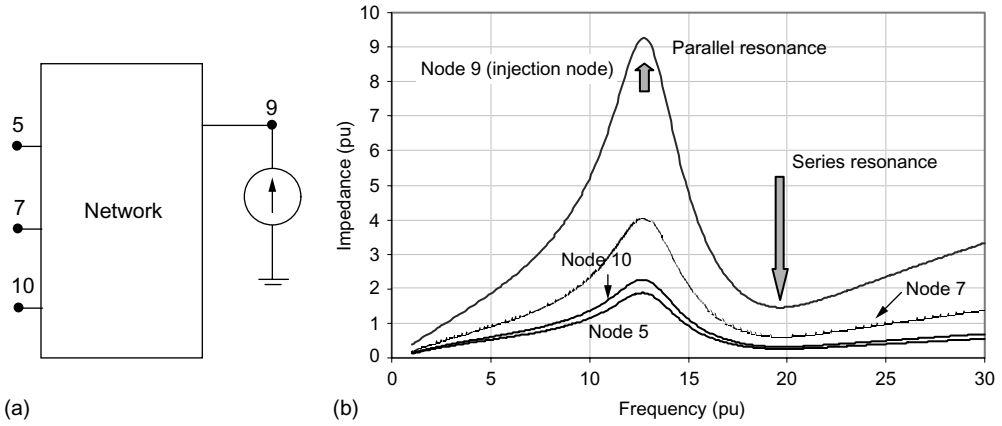 5
7
10
Network
9
(a)
Impedance (pu)
10
9
8
7
6
5
4
3
2
1
0
Parallel resonance
Node 9 (injection node)
Series resonance
Node 10
Node 7
Node 5
0 5 10 15 20 25 30
Frequency (pu)
(b)